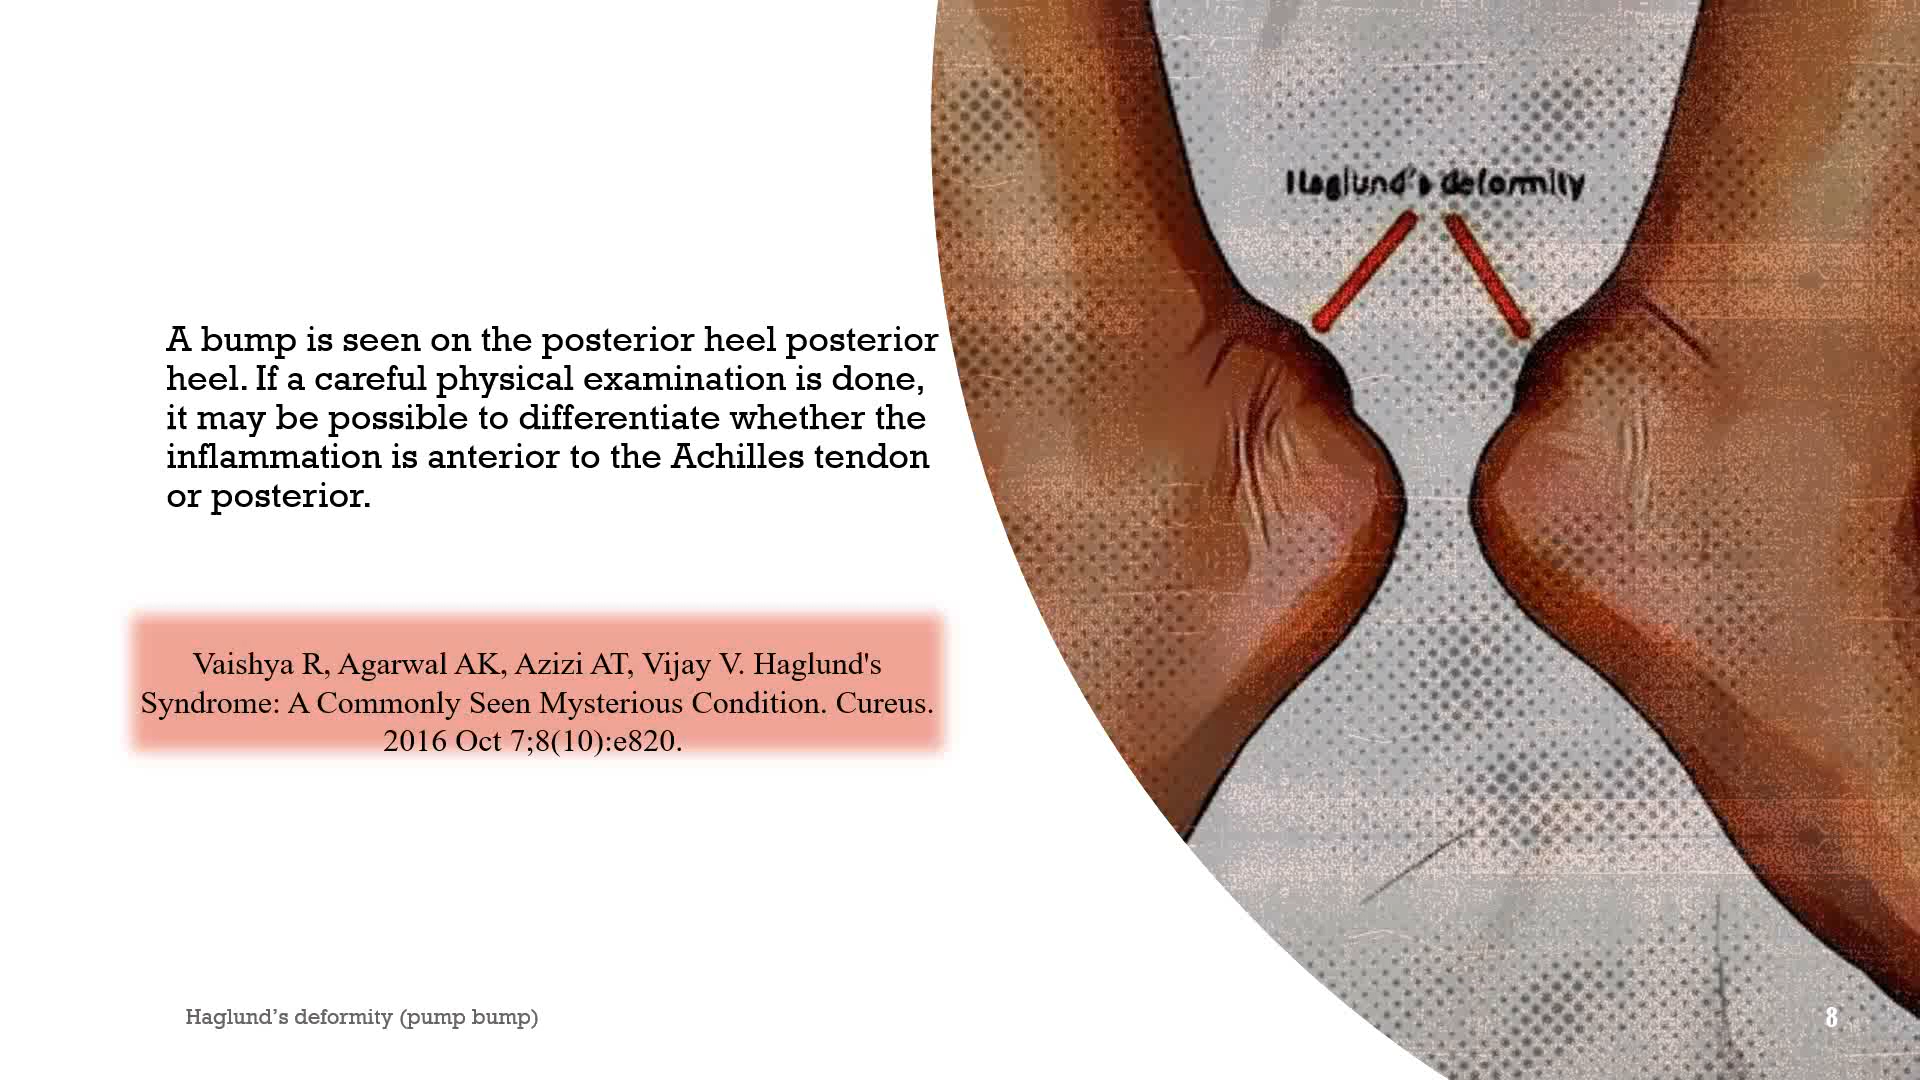 Haglund's deformity
A bump is seen on the posterior heel posterior
heel. If a careful physical examination is done,
it may be possible to differentiate whether the
inflammation is anterior to the Achilles tendon
or posterior.
Vaishya R, Agarwal AK, Azizi AT, Vijay V. Haglund's
Syndrome: A Commonly Seen Mysterious Condition. Cureus.
2016 Oct 7;8(10):e820.
Haglund’s deformity (pump bump)
8